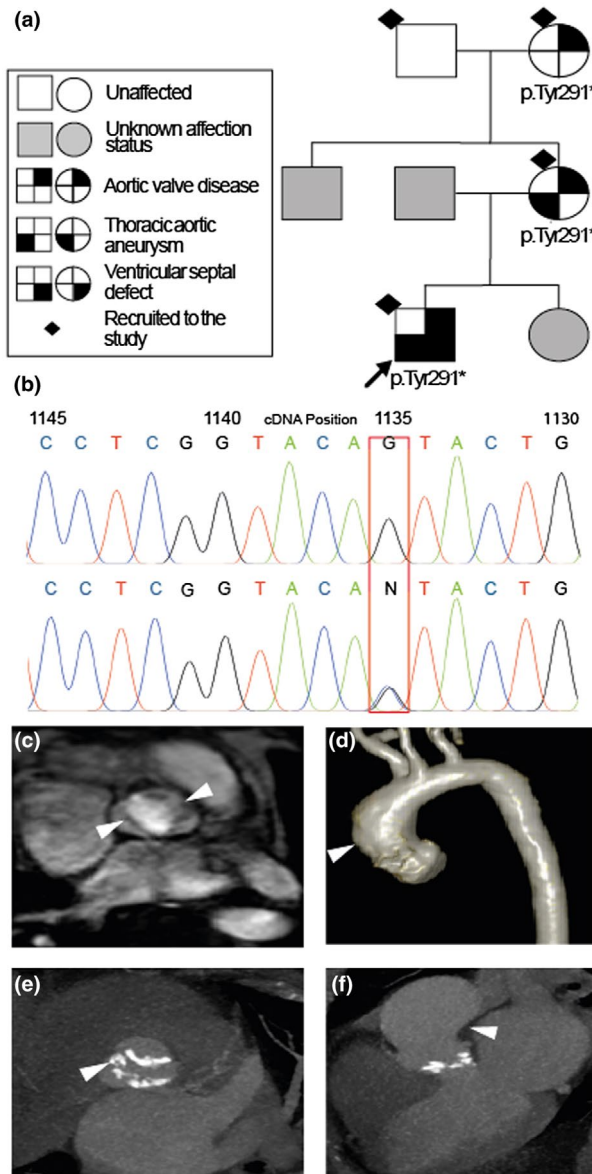 (a)
Unaffected
Unknown affection
status
Aortic valve disease
Thoracic aortic
aneurysm
Ventricular septal
defect
Recruited to the
study
p.Tyr291*
p.Tyr291*
p.Tyr291*
(b)
1145 1140 cDNA Position 1135 1130
C C T C G G T A C A G T A C T G
C C T C G G T A C A N T A C T G
(c)
(d)
(e)
(f)